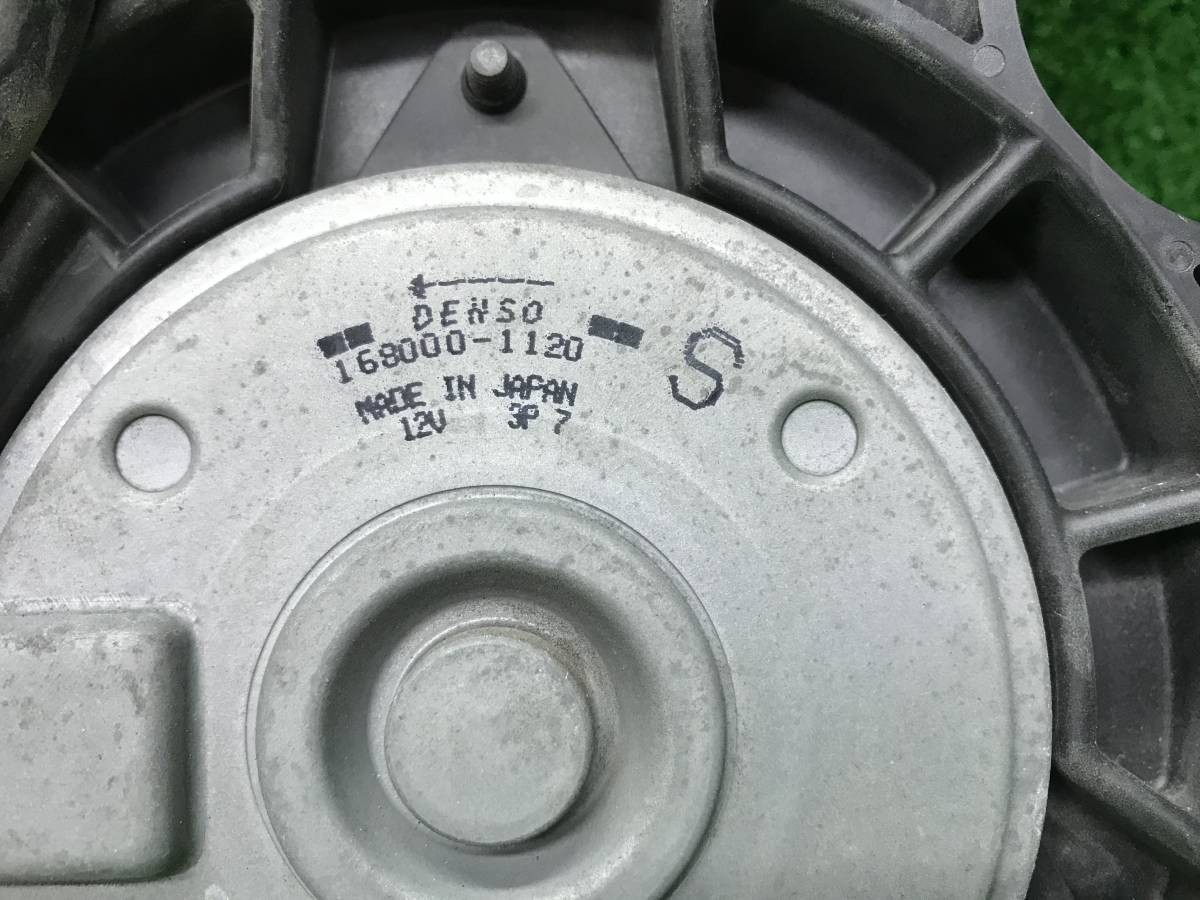 DENSO
168000-1120
S
MADE IN JAPAN
12V 3P 7